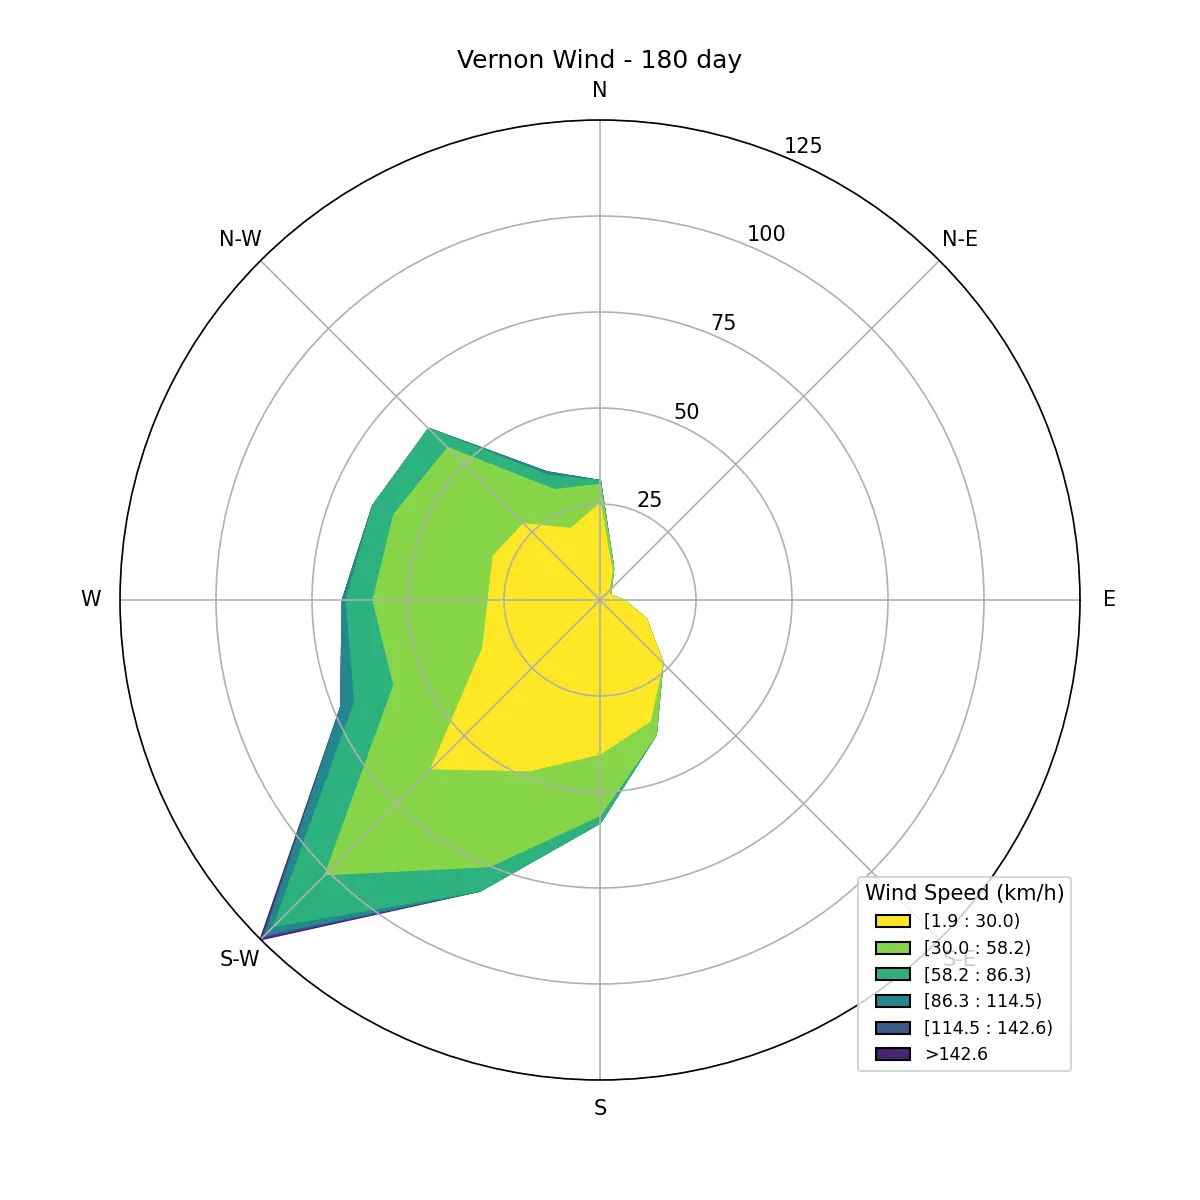 Vernon Wind - 180 day
N
125
N-W
100
N-E
75
50
25
W
E
S-W
S-E
Wind Speed (km/h)
[1.9 : 30.0)
[30.0 : 58.2)
[58.2 : 86.3)
[86.3 : 114.5)
[114.5 : 142.6)
>142.6
S